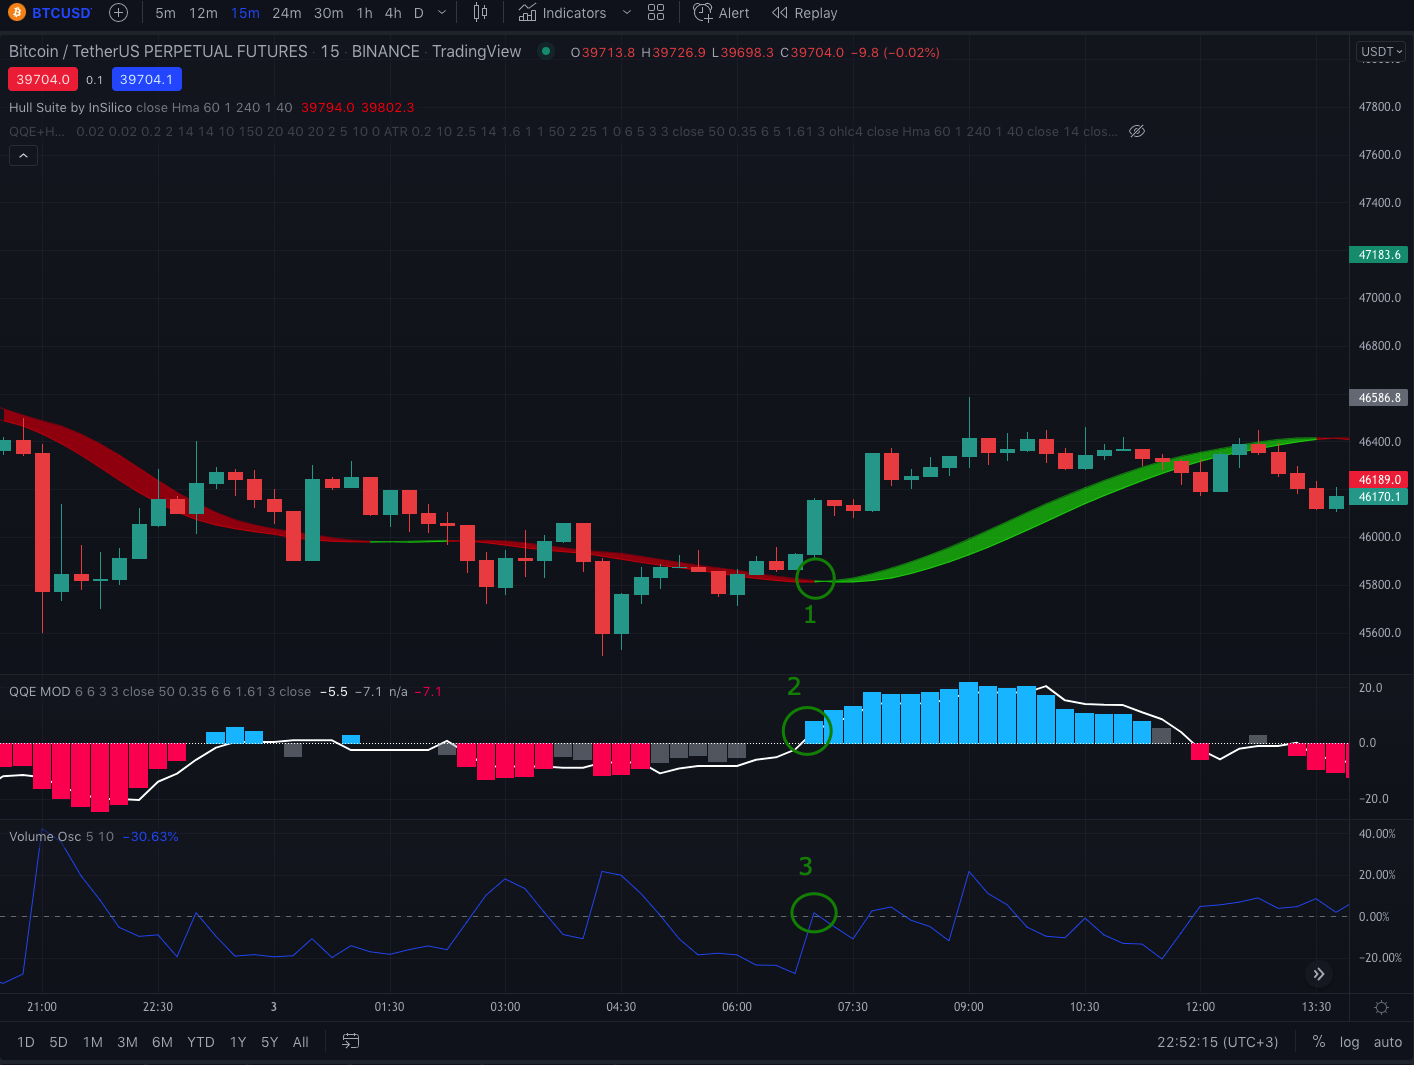 BTCUSD 5m 12m 15m 24m 30m 1h 4h D Indicators Alert Replay
Bitcoin / TetherUS PERPETUAL FUTURES · 15 · BINANCE · TradingView O39713.8 H39726.9 L39698.3 C39704.0 −9.8 (−0.02%) USDT
39704.0 0.1 39704.1
Hull Suite by InSilico close Hma 60 1 240 1 40 39794.0 39802.3
QQE+H... 0.02 0.02 0.2 2 14 14 10 150 20 40 20 2 5 10 0 ATR 0.2 10 2.5 14 1.6 1 1 50 2 25 1 0 6 5 3 3 close 50 0.35 6 5 1.61 3 ohlc4 close Hma 60 1 240 1 40 close 14 clos...
47800.0
47600.0
47400.0
47183.6
47000.0
46800.0
46586.8
46400.0
46189.0
46170.1
46000.0
45800.0
45600.0
1
QQE MOD 6 6 3 3 close 50 0.35 6 6 1.61 3 close −5.5 −7.1 n/a −7.1
2
20.0
0.0
−20.0
Volume Osc 5 10 −30.63%
3
40.00%
20.00%
0.00%
−20.00%
21:00 22:30 3 01:30 03:00 04:30 06:00 07:30 09:00 10:30 12:00 13:30
1D 5D 1M 3M 6M YTD 1Y 5Y All 22:52:15 (UTC+3) % log auto